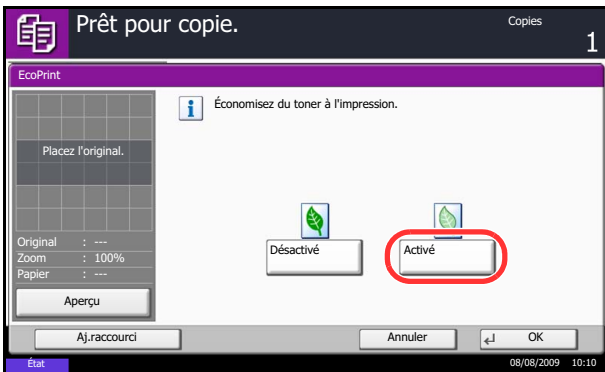 Prêt pour copie.
Copies
1
EcoPrint
Économisez du toner à l'impression.
Placez l'original.
Désactivé
Activé
Original : ---
Zoom : 100%
Papier : ---
Aperçu
Aj.raccourci
Annuler
OK
État
08/08/2009 10:10